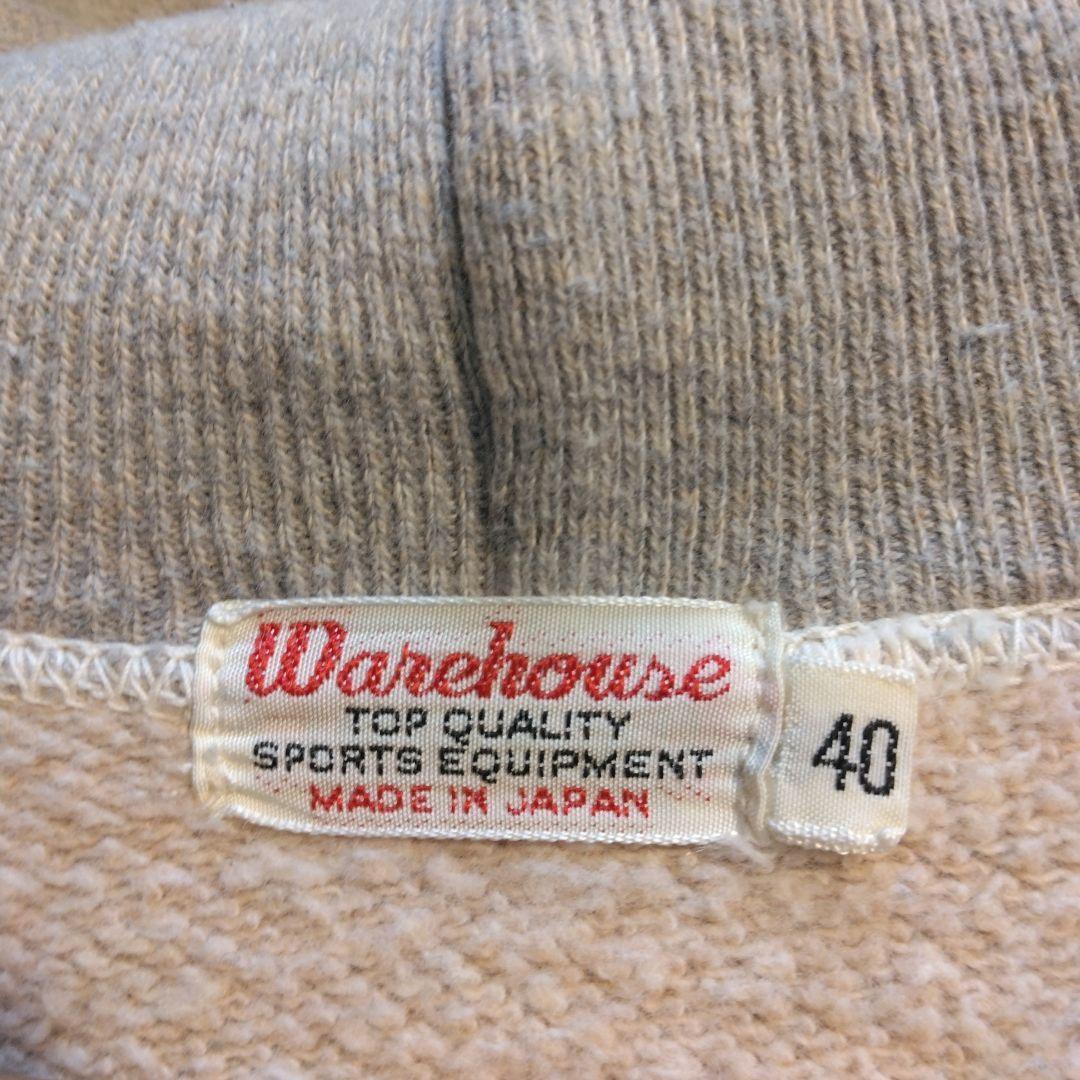 Warehouse
TOP QUALITY
SPORTS EQUIPMENT
MADE IN JAPAN
40